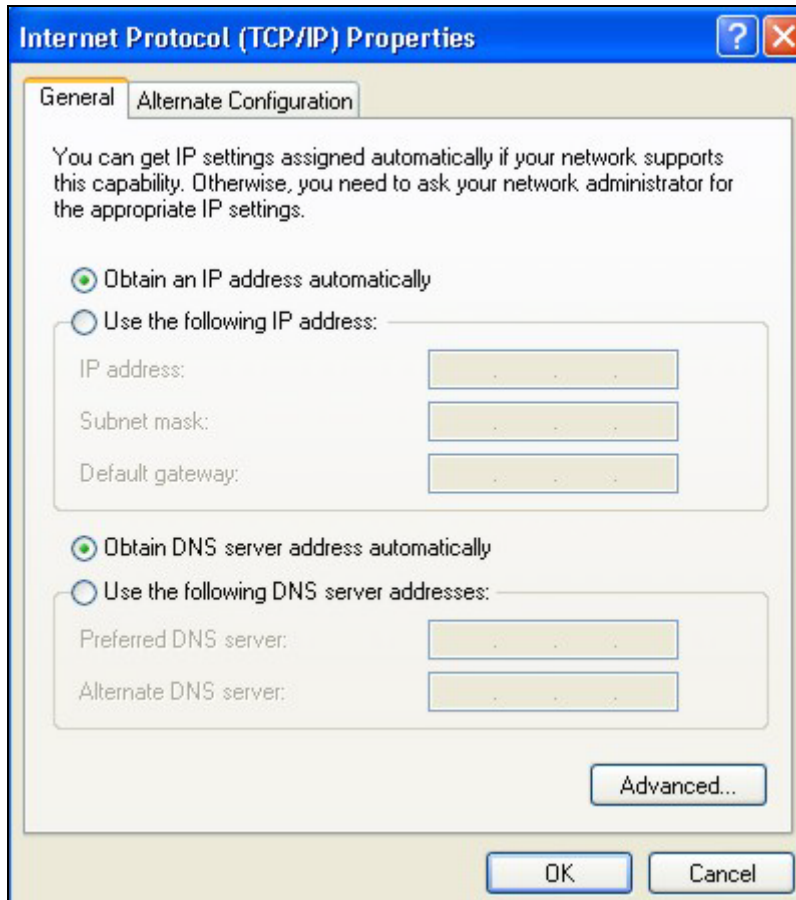 Internet Protocol (TCP/IP) Properties
General
Alternate Configuration
You can get IP settings assigned automatically if your network supports
this capability. Otherwise, you need to ask your network administrator for
the appropriate IP settings.
Obtain an IP address automatically
Use the following IP address:
IP address:
Subnet mask:
Default gateway:
Obtain DNS server address automatically
Use the following DNS server addresses:
Preferred DNS server:
Alternate DNS server:
Advanced...
OK
Cancel